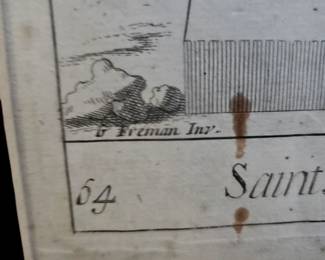 G Freman Inv.
64 Saint